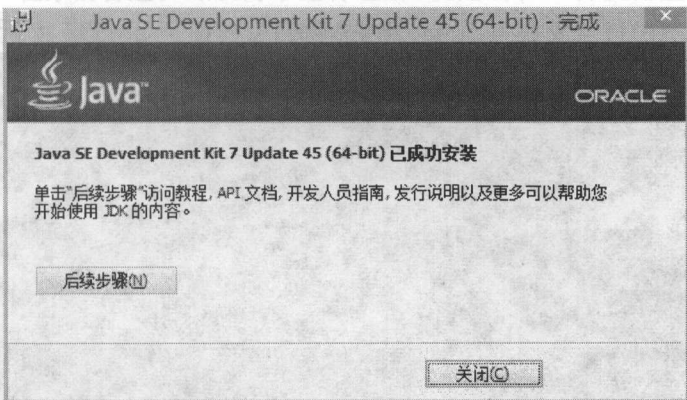 Java SE Development Kit 7 Update 45 (64-bit) - 完成
Java™
ORACLE
Java SE Development Kit 7 Update 45 (64-bit) 已成功安装
单击"后续步骤"访问教程, API 文档, 开发人员指南, 发行说明以及更多可以帮助您
开始使用 JDK 的内容。
后续步骤(N)
关闭(C)